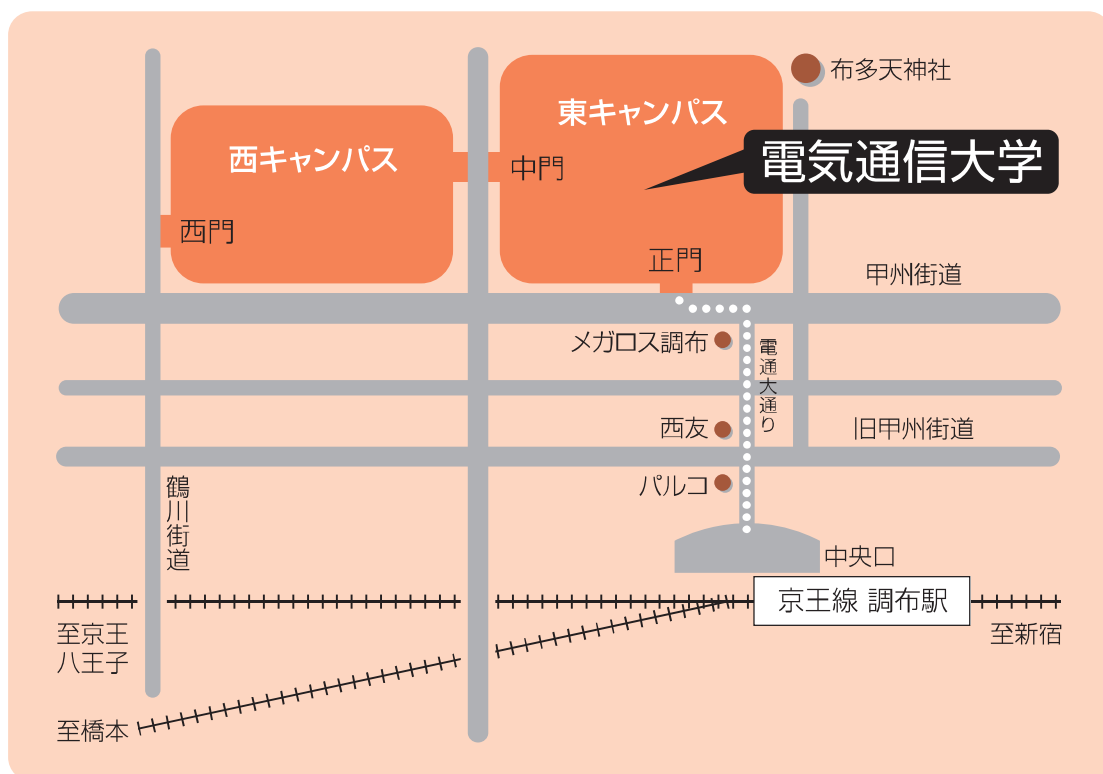 布多天神社
東キャンパス
西キャンパス
電気通信大学
中門
西門
正門
甲州街道
メガロス調布
電通大通り
西友
旧甲州街道
パルコ
鶴川街道
中央口
京王線 調布駅
至京王
八王子
至新宿
至橋本